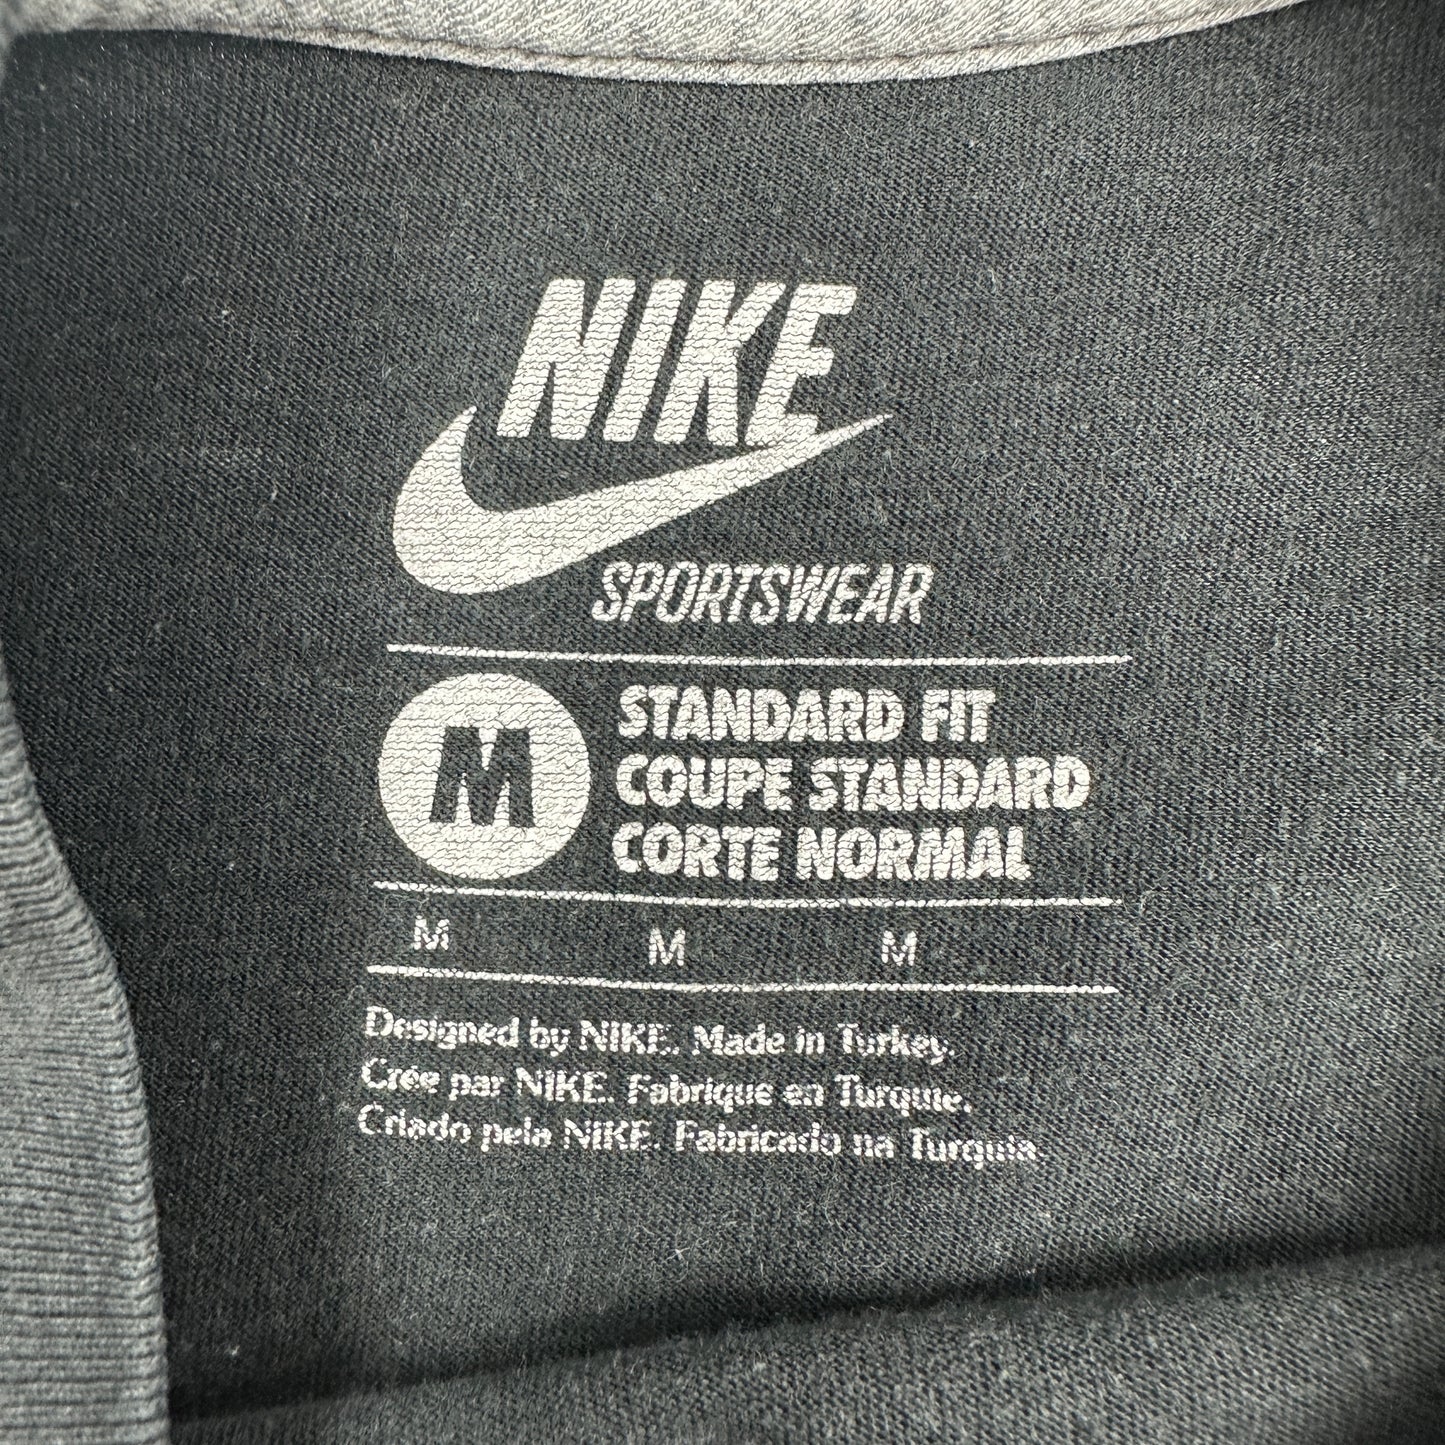 NIKE
SPORTSWEAR
M
STANDARD FIT
COUPE STANDARD
CORTE NORMAL
M M M
Designed by NIKE. Made in Turkey.
Crée par NIKE. Fabrique en Turquie.
Criado pela NIKE. Fabricado na Turquia.